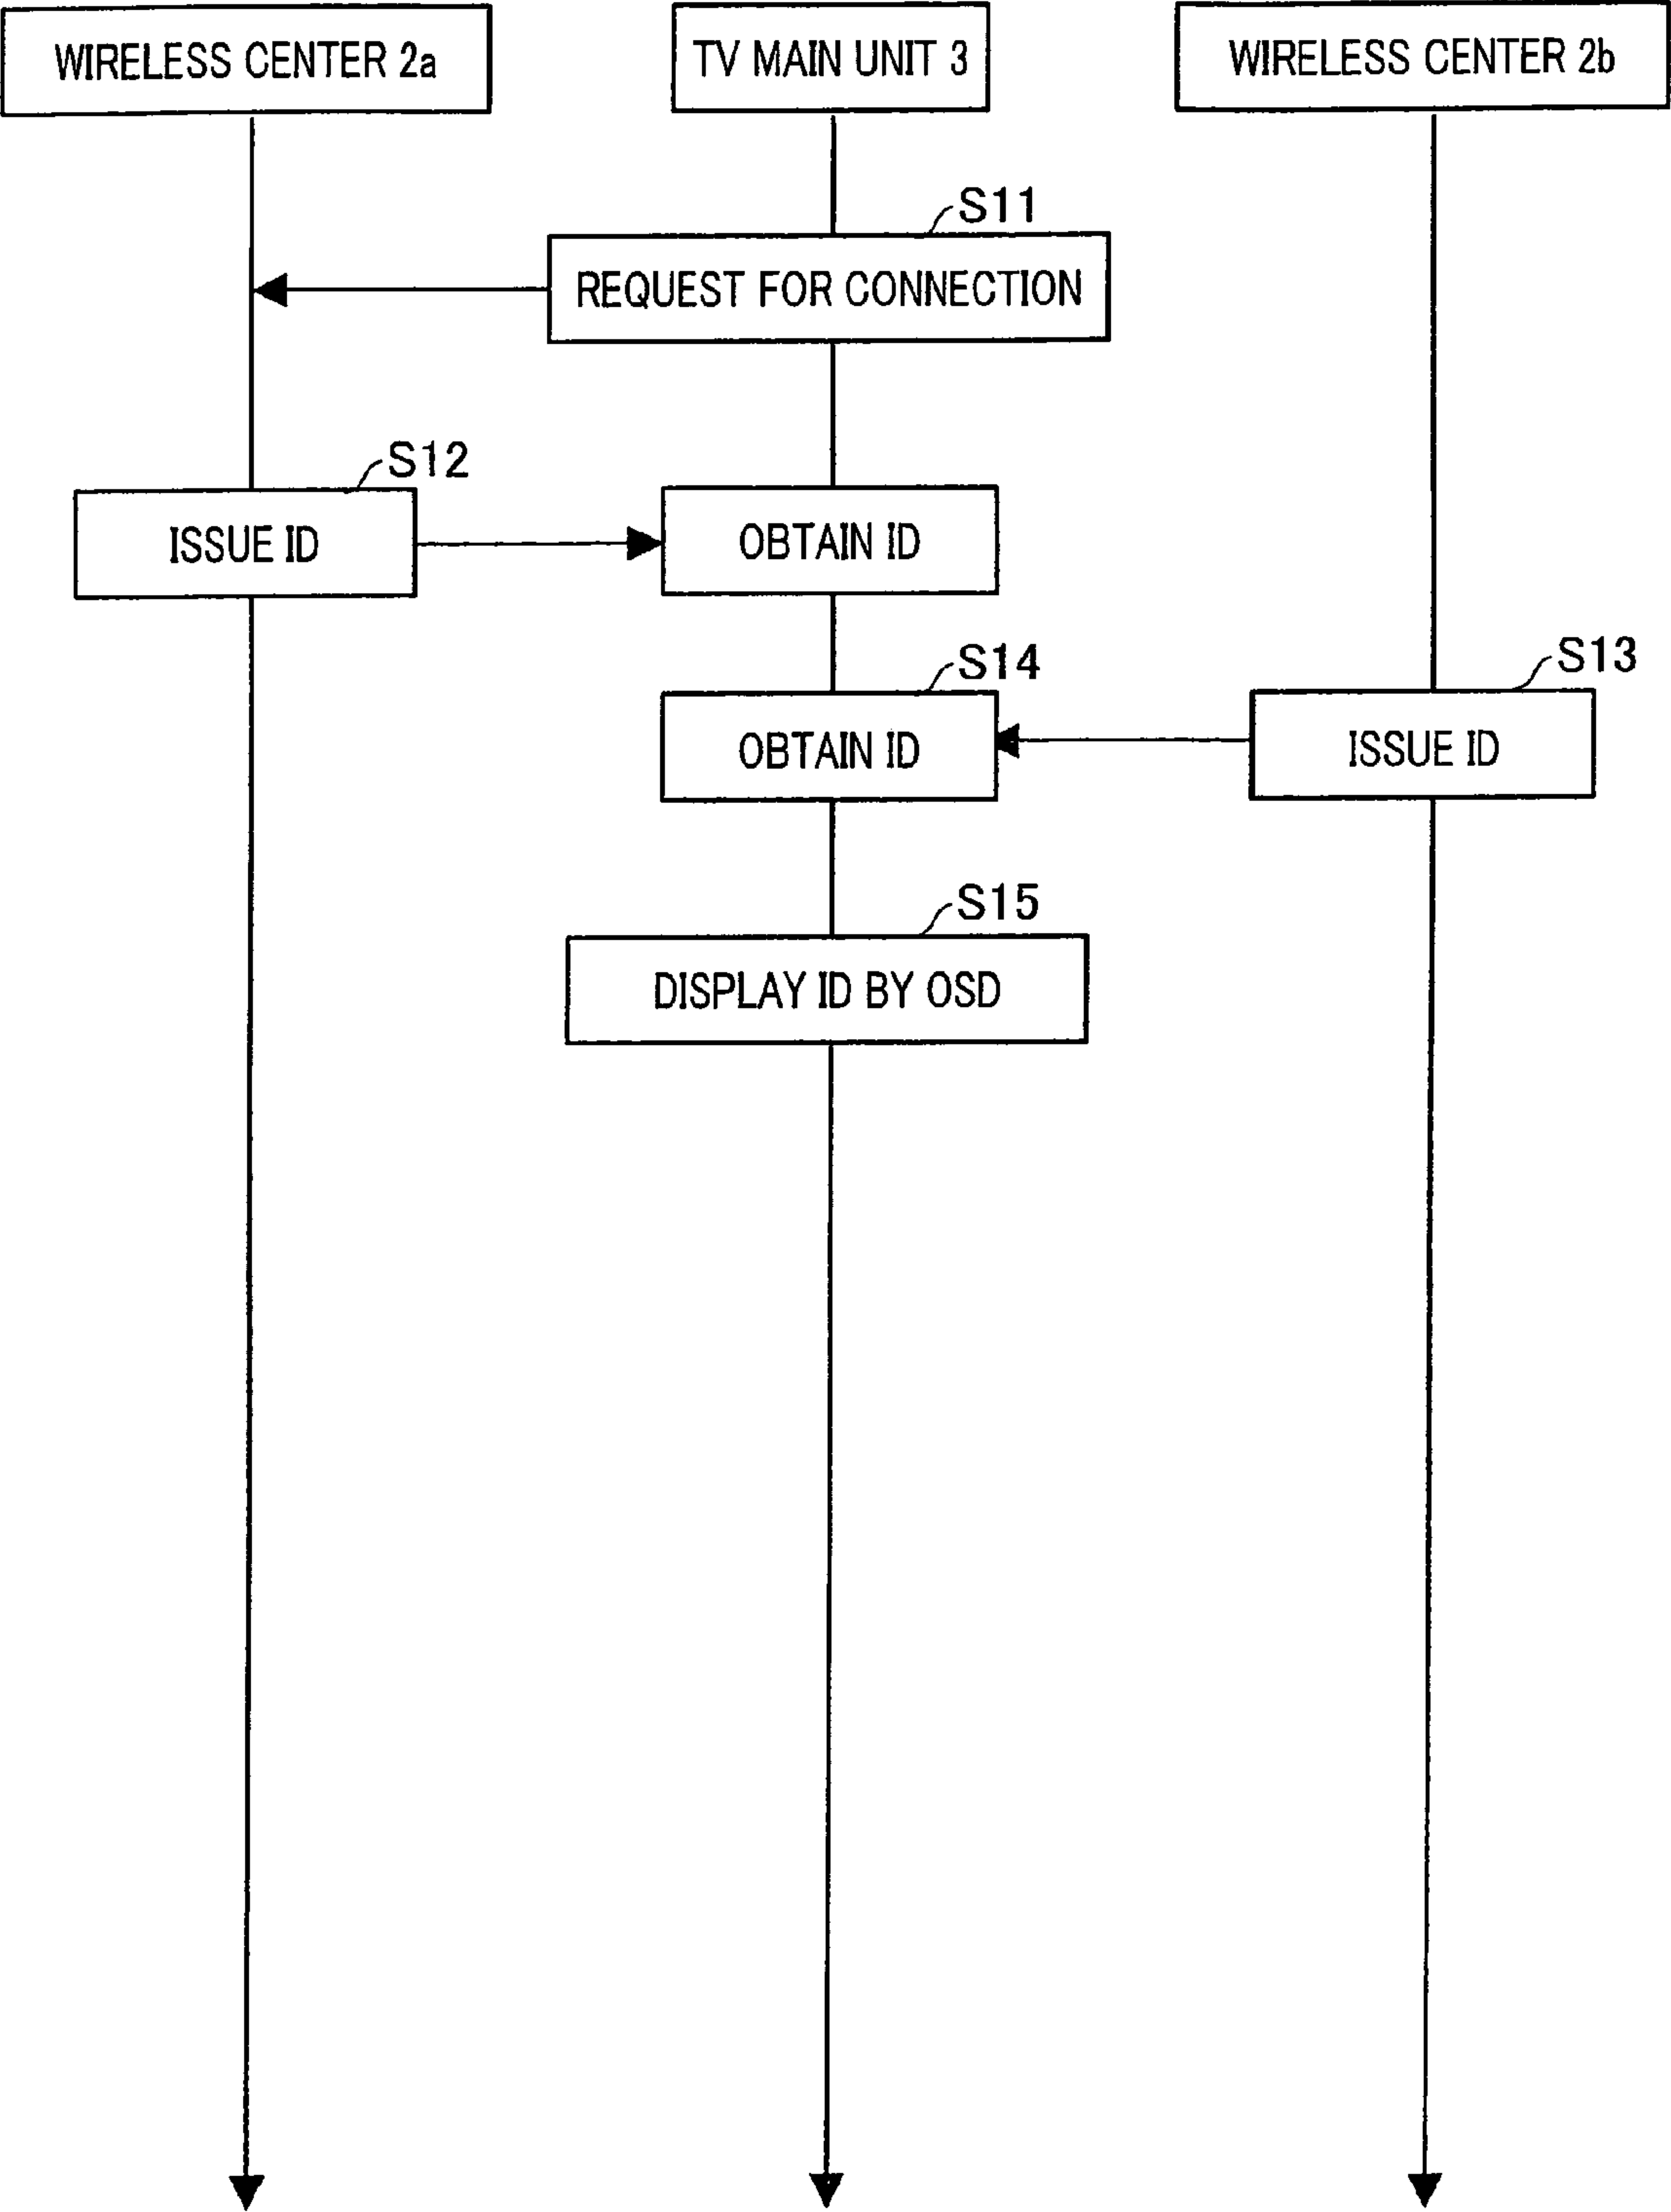 WIRELESS CENTER 2a
TV MAIN UNIT 3
WIRELESS CENTER 2b
S11
REQUEST FOR CONNECTION
S12
ISSUE ID
OBTAIN ID
S14
OBTAIN ID
S13
ISSUE ID
S15
DISPLAY ID BY OSD